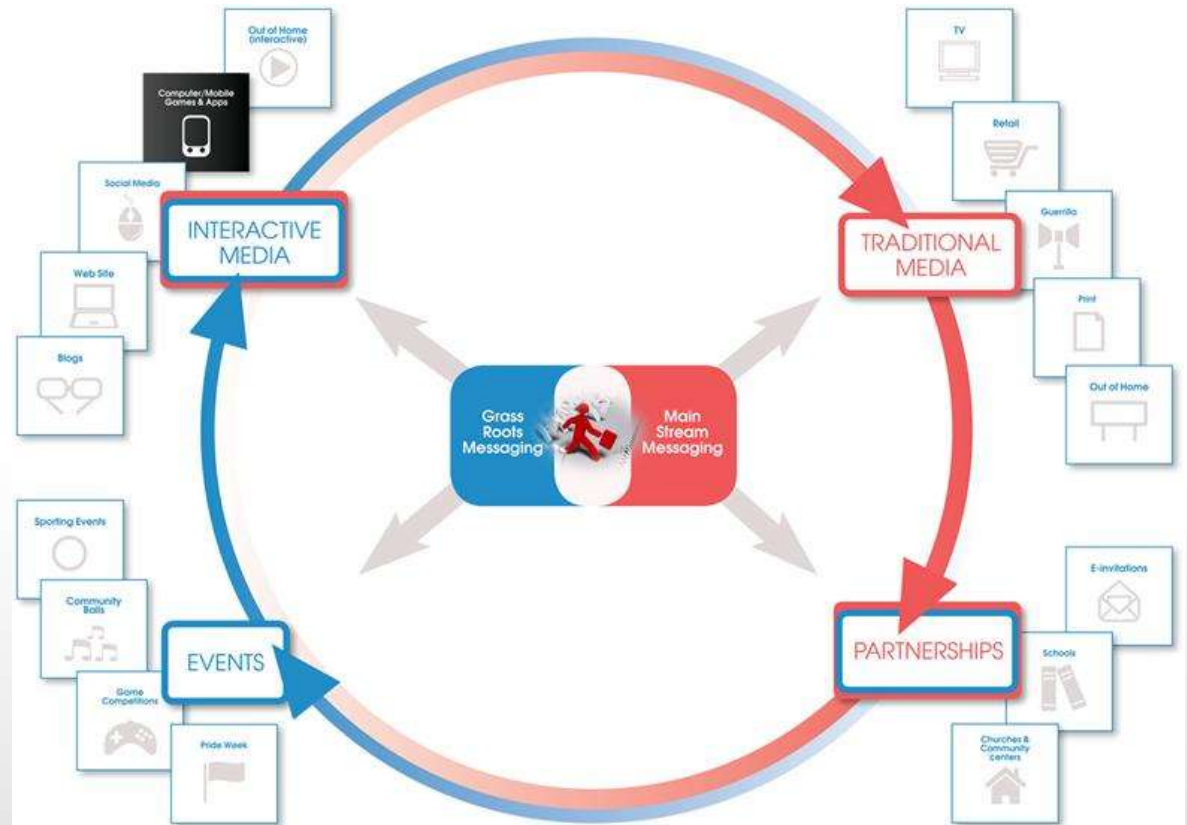 Out of Home
(interactive)
Computer/Mobile
Games & Apps
Social Media
Web Site
Blogs
INTERACTIVE
MEDIA
TV
Retail
Guerrilla
Print
Out of Home
TRADITIONAL
MEDIA
Grass
Roots
Messaging
Main
Stream
Messaging
Sporting Events
Community
Balls
Game
Competitions
Pride Week
EVENTS
E-invitations
Schools
Churches &
Community
centers
PARTNERSHIPS